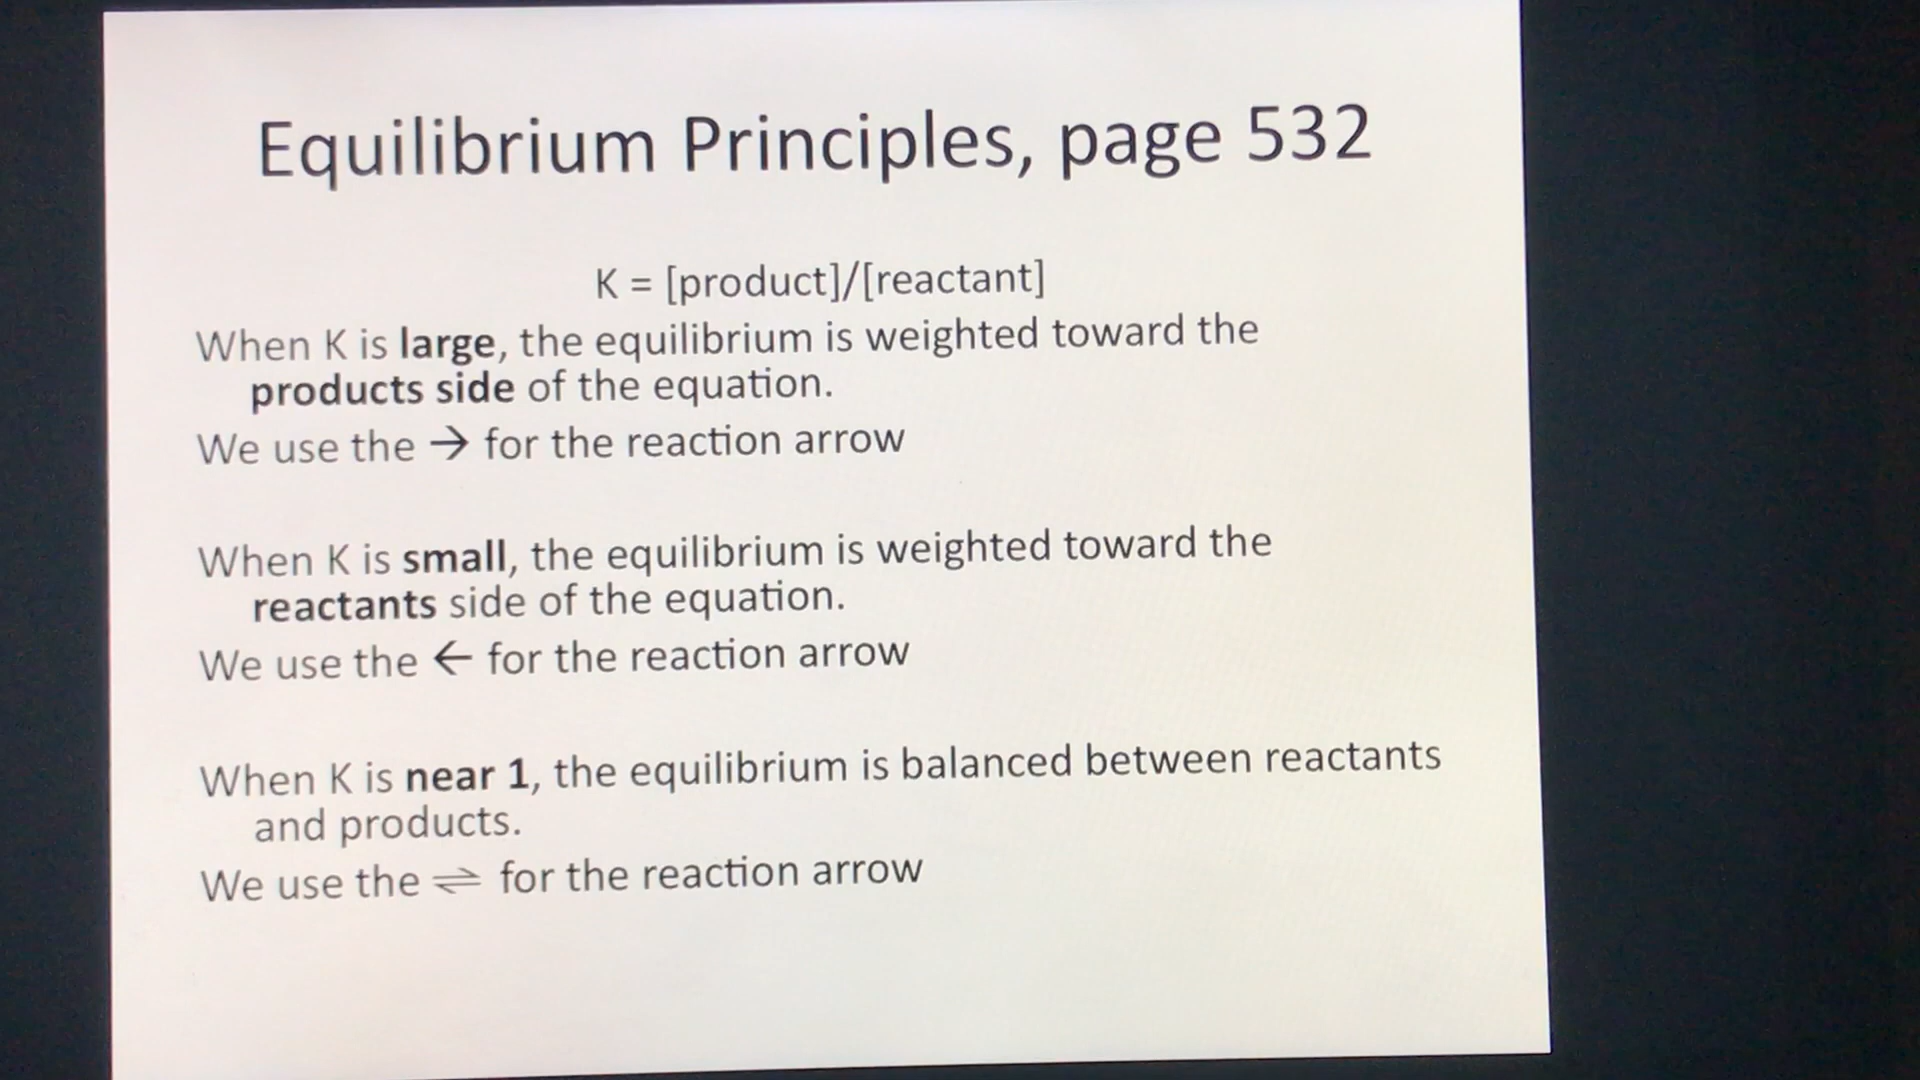 Equilibrium Principles, page 532
K = [product]/[reactant]
When K is large, the equilibrium is weighted toward the
products side of the equation.
We use the → for the reaction arrow
When K is small, the equilibrium is weighted toward the
reactants side of the equation.
We use the ← for the reaction arrow
When K is near 1, the equilibrium is balanced between reactants
and products.
We use the ⇌ for the reaction arrow